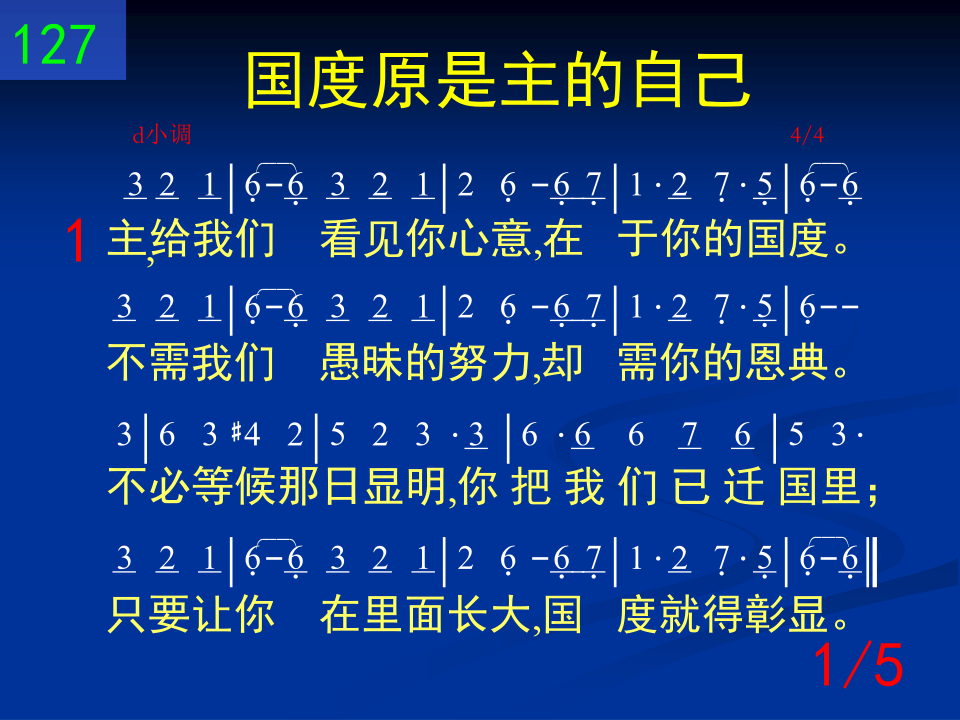 127
国度原是主的自己
d小调 4/4
3 2 1|6-6 3 2 1|2 6 -6 7|1·2 7·5|6-6
1 主,给我们 看见你心意,在 于你的国度。
3 2 1|6-6 3 2 1|2 6 -6 7|1·2 7·5|6--
不需我们 愚昧的努力,却 需你的恩典。
3|6 3 #4 2|5 2 3 ·3|6 ·6 6 7 6|5 3·
不必等候那日显明,你 把 我 们 已 迁 国里;
3 2 1|6-6 3 2 1|2 6 -6 7|1·2 7·5|6-6‖
只要让你 在里面长大,国 度就得彰显。
1/5